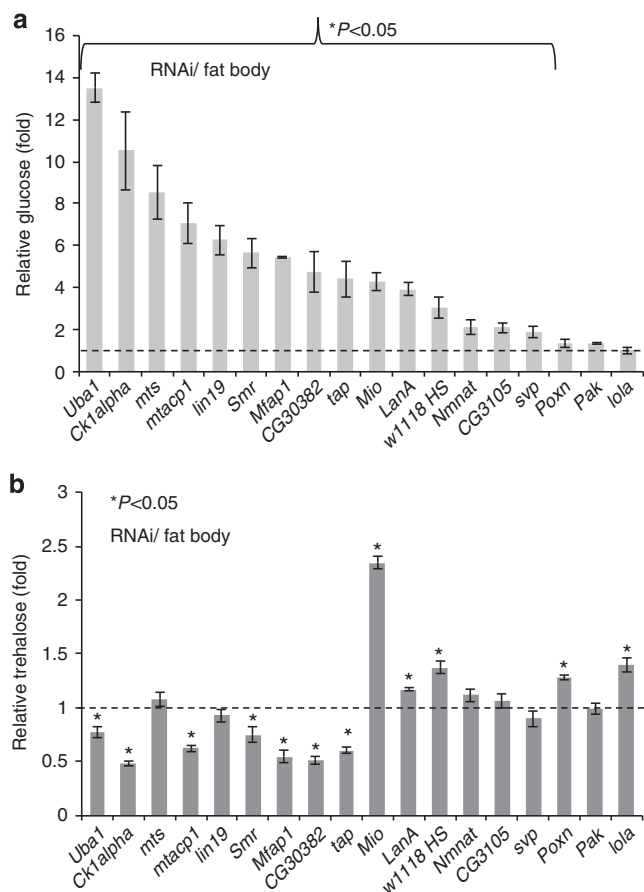 a
*P<0.05
RNAi/ fat body
Relative glucose (fold)
16
14
12
10
8
6
4
2
0
Uba1
Ck1alpha
mts
mtacp1
lin19
Smr
Mfap1
CG30382
tap
Mio
LanA
w1118 HS
Nmnat
CG3105
svp
Poxn
Pak
lola
b
*P<0.05
RNAi/ fat body
Relative trehalose (fold)
3
2.5
2
1.5
1
0.5
0
* * * * * * * * * * * *
Uba1
Ck1alpha
mts
mtacp1
lin19
Smr
Mfap1
CG30382
tap
Mio
LanA
w1118 HS
Nmnat
CG3105
svp
Poxn
Pak
lola